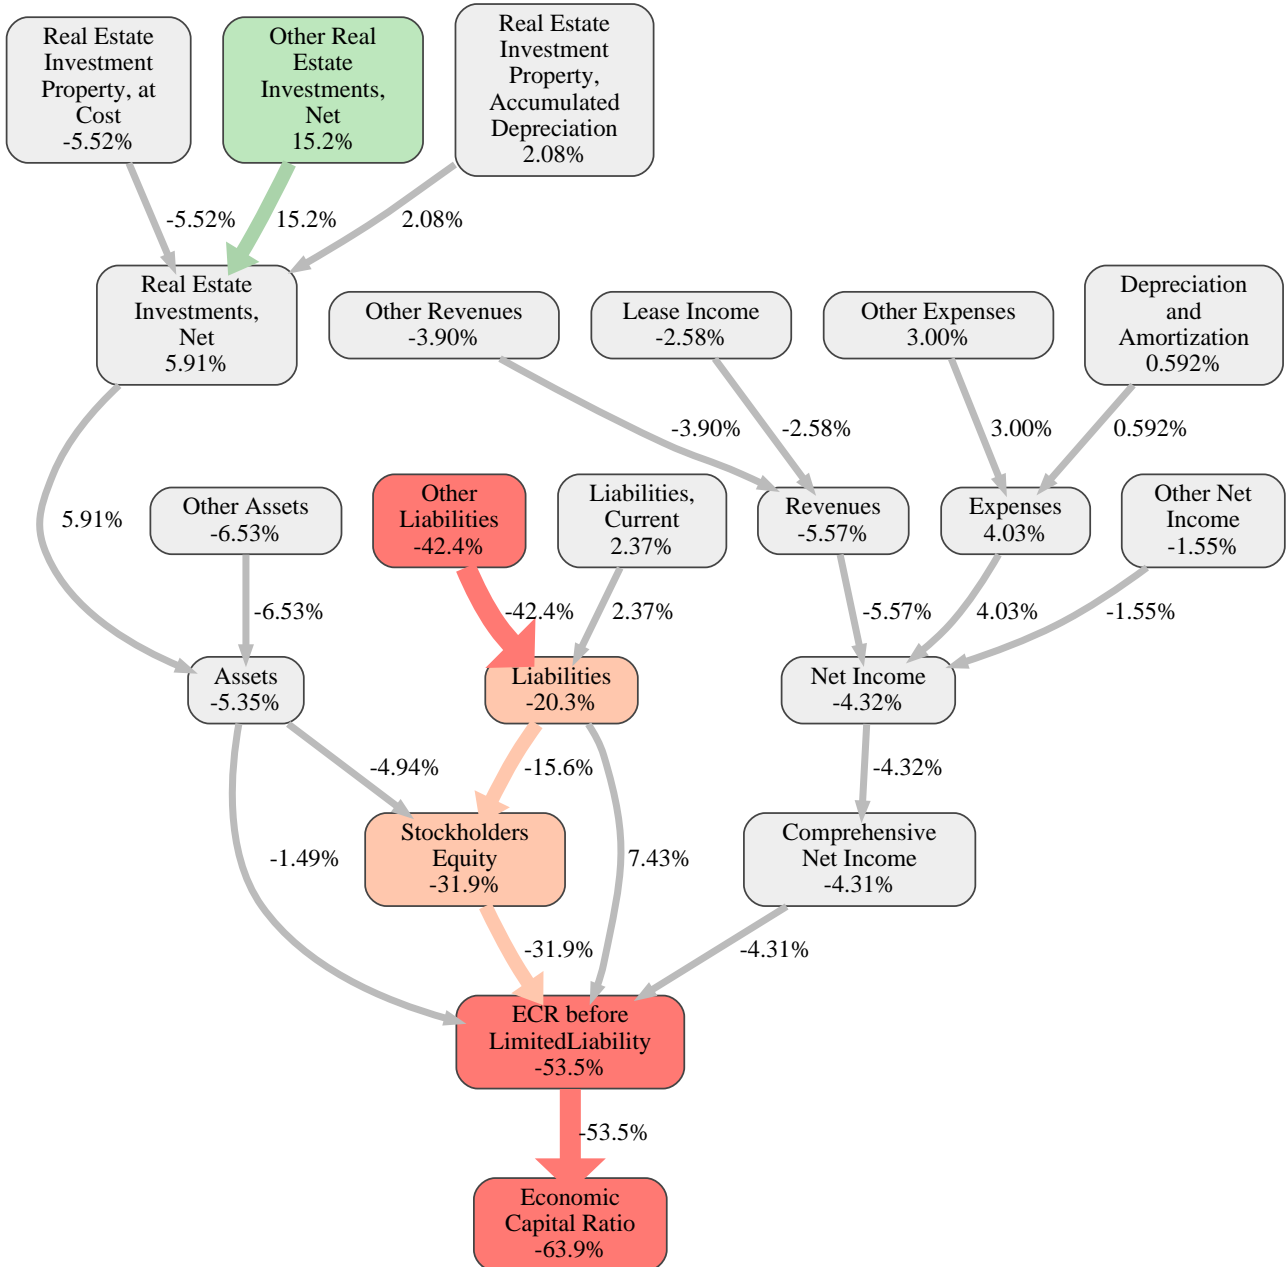 Real Estate
Investment
Property, at
Cost
-5.52%
Other Real
Estate
Investments,
Net
15.2%
Real Estate
Investment
Property,
Accumulated
Depreciation
2.08%
-5.52%
15.2%
2.08%
Real Estate
Investments,
Net
5.91%
Other Revenues
-3.90%
Lease Income
-2.58%
Other Expenses
3.00%
Depreciation
and
Amortization
0.592%
-3.90%
-2.58%
3.00%
0.592%
5.91%
Other Assets
-6.53%
Other
Liabilities
-42.4%
Liabilities,
Current
2.37%
Revenues
-5.57%
Expenses
4.03%
Other Net
Income
-1.55%
-6.53%
-42.4%
2.37%
-5.57%
4.03%
-1.55%
Assets
-5.35%
Liabilities
-20.3%
Net Income
-4.32%
-4.94%
-15.6%
-4.32%
-1.49%
Stockholders
Equity
-31.9%
7.43%
Comprehensive
Net Income
-4.31%
-31.9%
-4.31%
ECR before
LimitedLiability
-53.5%
-53.5%
Economic
Capital Ratio
-63.9%